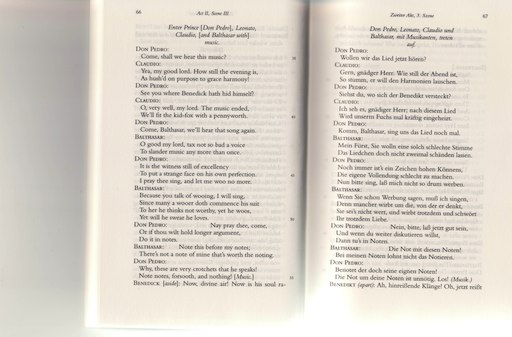 66
Act II, Scene III
Enter Prince [Don Pedro], Leonato,
Claudio, [and Balthasar with]
music.
DON PEDRO:
Come, shall we hear this music?
CLAUDIO:
Yea, my good lord. How still the evening is,
As hush'd on purpose to grace harmony!
DON PEDRO:
See you where Benedick hath hid himself?
CLAUDIO:
O, very well, my lord. The music ended,
We'll fit the kid-fox with a pennyworth.
DON PEDRO:
Come, Balthasar, we'll hear that song again.
BALTHASAR:
O good my lord, tax not so bad a voice
To slander music any more than once.
DON PEDRO:
It is the witness still of excellency
To put a strange face on his own perfection.
I pray thee sing, and let me woo no more.
BALTHASAR:
Because you talk of wooing, I will sing,
Since many a wooer doth commence his suit
To her he thinks not worthy, yet he woos,
Yet will he swear he loves.
DON PEDRO: Nay pray thee, come,
Or if thou wilt hold longer argument,
Do it in notes.
BALTHASAR: Note this before my notes;
There's not a note of mine that's worth the noting.
DON PEDRO:
Why, these are very crotchets that he speaks!
Note notes, forsooth, and nothing! [Music.]
BENEDICK [aside]: Now, divine air! Now is his soul ra-
Zweiter Akt, 3. Szene
67
Don Pedro, Leonato, Claudio und
Balthasar, mit Musikanten, treten
auf.
DON PEDRO:
Wollen wir das Lied jetzt hören?
CLAUDIO:
Gern, gnädger Herr. Wie still der Abend ist,
So stumm, er will den Harmonien lauschen.
DON PEDRO:
Siehst du, wo sich der Benedikt versteckt?
CLAUDIO:
Ich seh es, gnädger Herr; nach diesem Lied
Wird unserm Fuchs mal kräftig eingeheizt.
DON PEDRO:
Komm, Balthasar, sing uns das Lied noch mal.
BALTHASAR:
Mein Fürst, Sie wolln eine solch schlechte Stimme
Das Liedchen doch nicht zweimal schänden lassen.
DON PEDRO:
Noch immer ist's ein Zeichen hohen Könnens,
Die eigene Vollendung schlecht zu machen.
Nun bitte sing, laß mich nicht so drum werben.
BALTHASAR:
Wenn Sie schon Werbung sagen, muß ich singen,
Denn mancher wirbt um die, von der er denkt,
Sie sei's nicht wert, und wirbt trotzdem und schwört
Ihr trotzdem Liebe.
DON PEDRO: Nein, bitte, laß jetzt gut sein,
Und wenn du weiter diskutieren willst,
Dann tu's in Noten.
BALTHASAR: Die Not mit diesen Noten!
Bei meinen Noten lohnt nicht das Notieren.
DON PEDRO:
Benotet der doch seine eignen Noten!
Die Not um deine Noten ist unnötig. Los! (Musik.)
BENEDIKT (apart): Ah, hinreißende Klänge! Oh, jetzt reißt